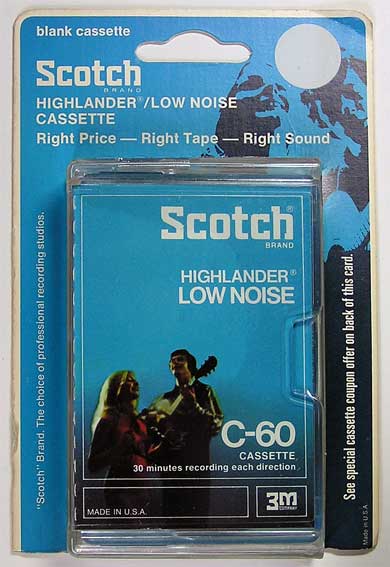 blank cassette
Scotch®
BRAND
HIGHLANDER®/LOW NOISE
CASSETTE
Right Price — Right Tape — Right Sound
"Scotch" Brand. The choice of professional recording studios.
Scotch®
BRAND
HIGHLANDER®
LOW NOISE
C-60
CASSETTE
30 minutes recording each direction
MADE IN U.S.A.
3M
COMPANY
See special cassette coupon offer on back of this card.
Made in U.S.A.